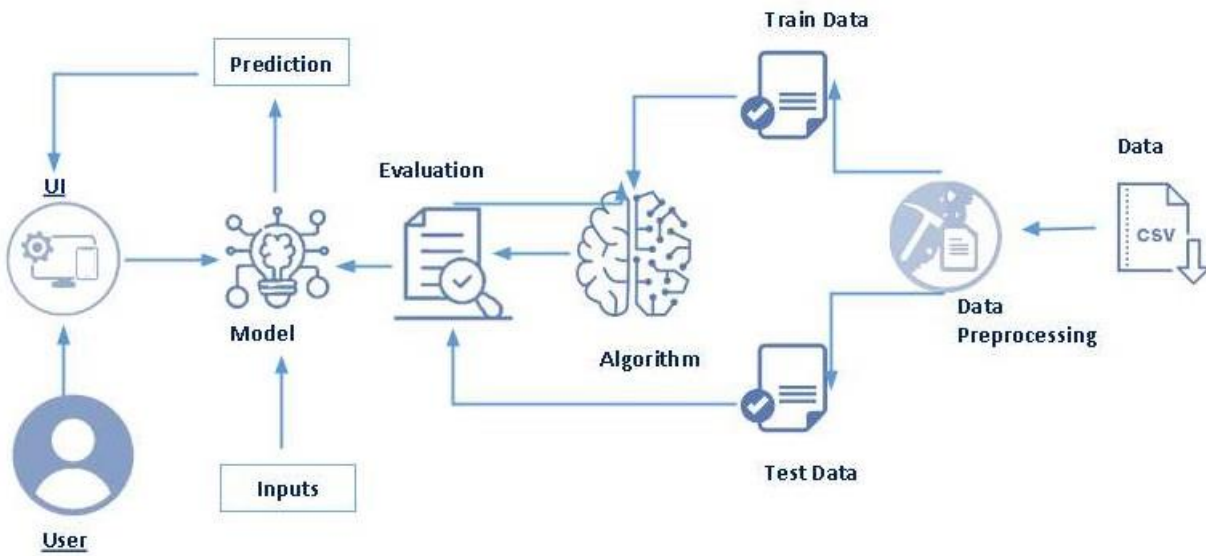 Train Data
Prediction
Data
Evaluation
UI
CSV
Data
Preprocessing
Model
Algorithm
Test Data
Inputs
User